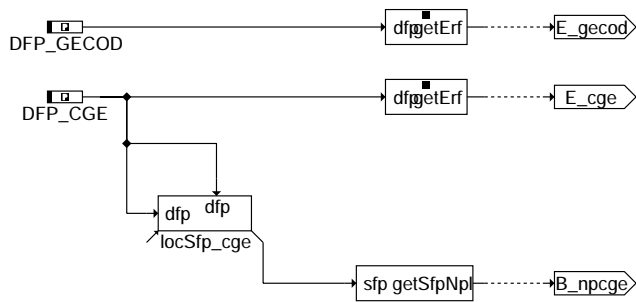 DFP_GECOD
dfp getErf
E_gecod
DFP_CGE
dfp getErf
E_cge
dfp
dfp
locSfp_cge
sfp getSfpNpl
B_npcge